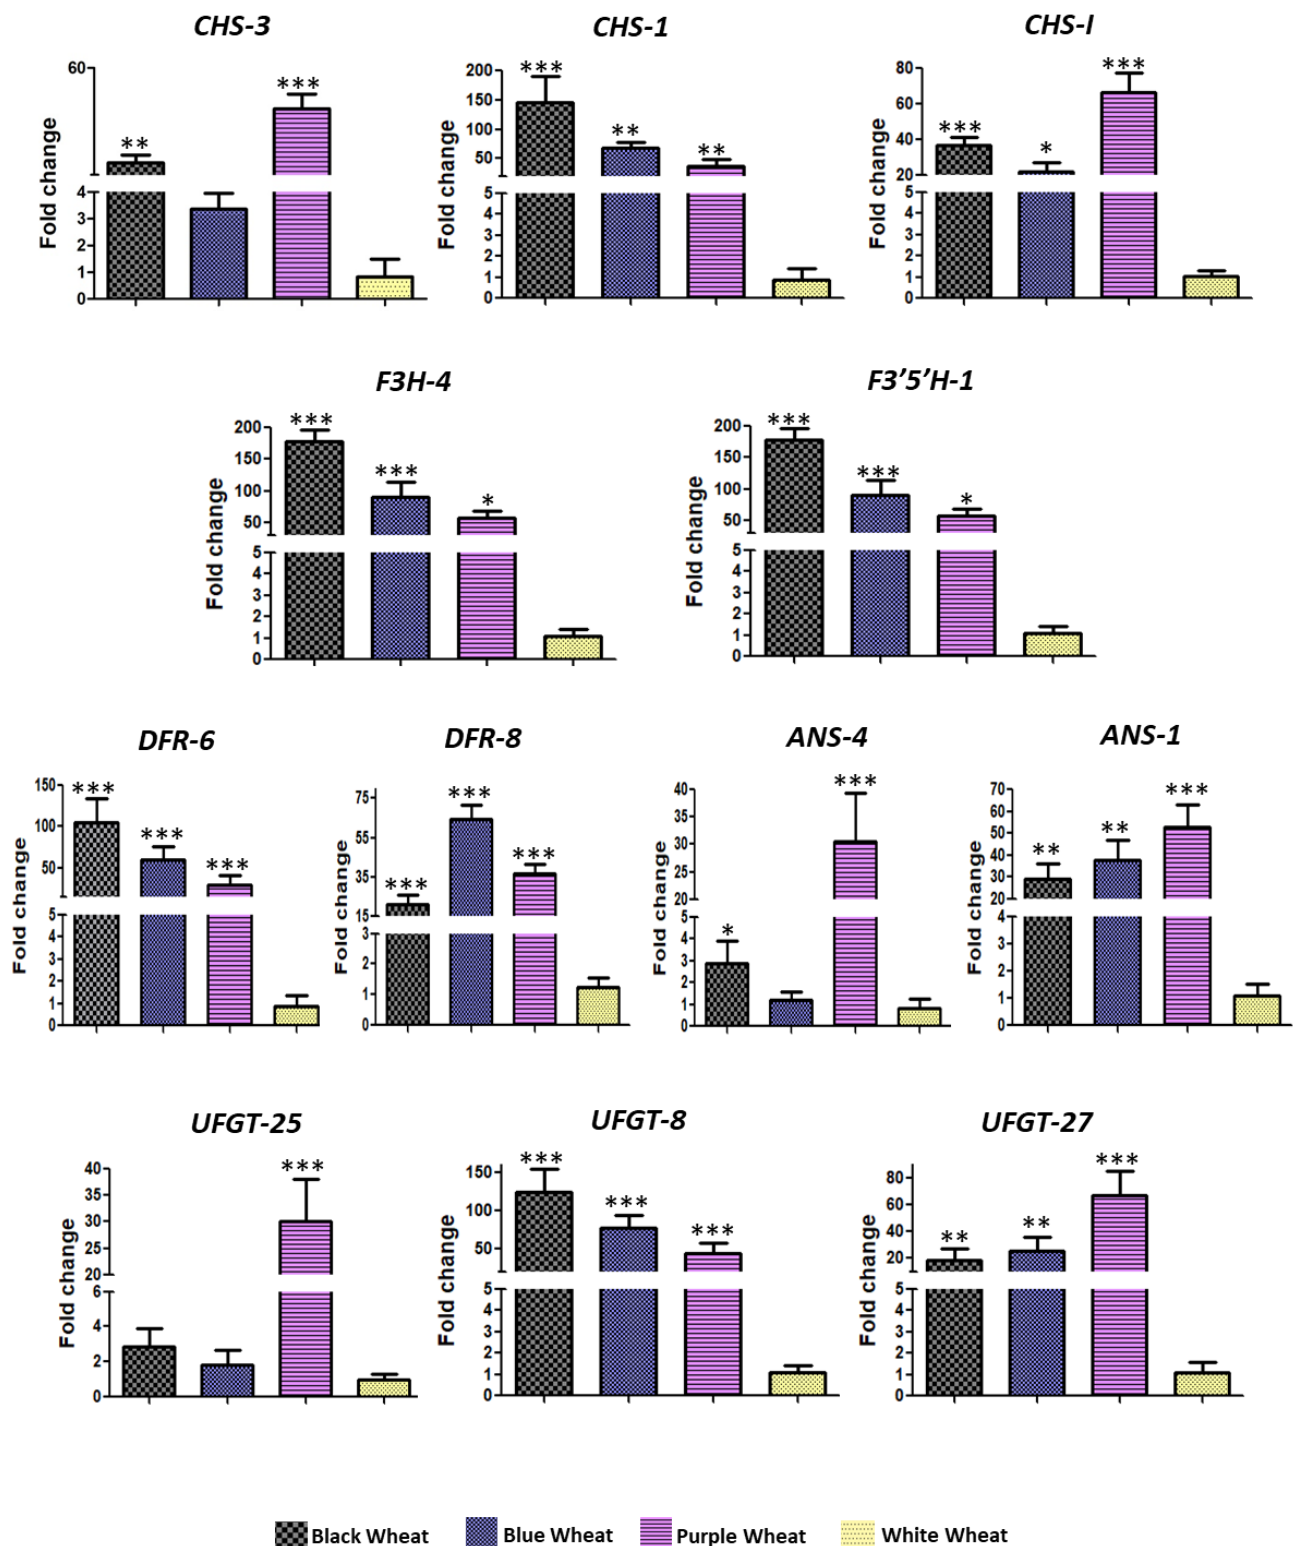 CHS-3 CHS-1 CHS-I
Fold change 60 4 3 2 1 0 ** ***
Fold change 200 150 100 50 5 4 3 2 1 0 *** ** **
Fold change 80 60 40 20 5 4 3 2 1 0 *** * ***
F3H-4 F3’5’H-1
Fold change 200 150 100 50 5 4 3 2 1 0 *** *** *
Fold change 200 150 100 50 5 4 3 2 1 0 *** *** *
DFR-6 DFR-8 ANS-4 ANS-1
Fold change 150 100 50 5 4 3 2 1 0 *** *** ***
Fold change 75 55 35 15 3 2 1 0 *** *** ***
Fold change 40 35 30 25 20 5 4 3 2 1 0 * ***
Fold change 70 60 50 40 30 20 4 3 2 1 0 ** ** ***
UFGT-25 UFGT-8 UFGT-27
Fold change 40 35 30 25 20 6 4 2 0 ***
Fold change 150 100 50 5 4 3 2 1 0 *** *** ***
Fold change 80 60 40 20 5 4 3 2 1 0 ** ** ***
Black Wheat Blue Wheat Purple Wheat White Wheat